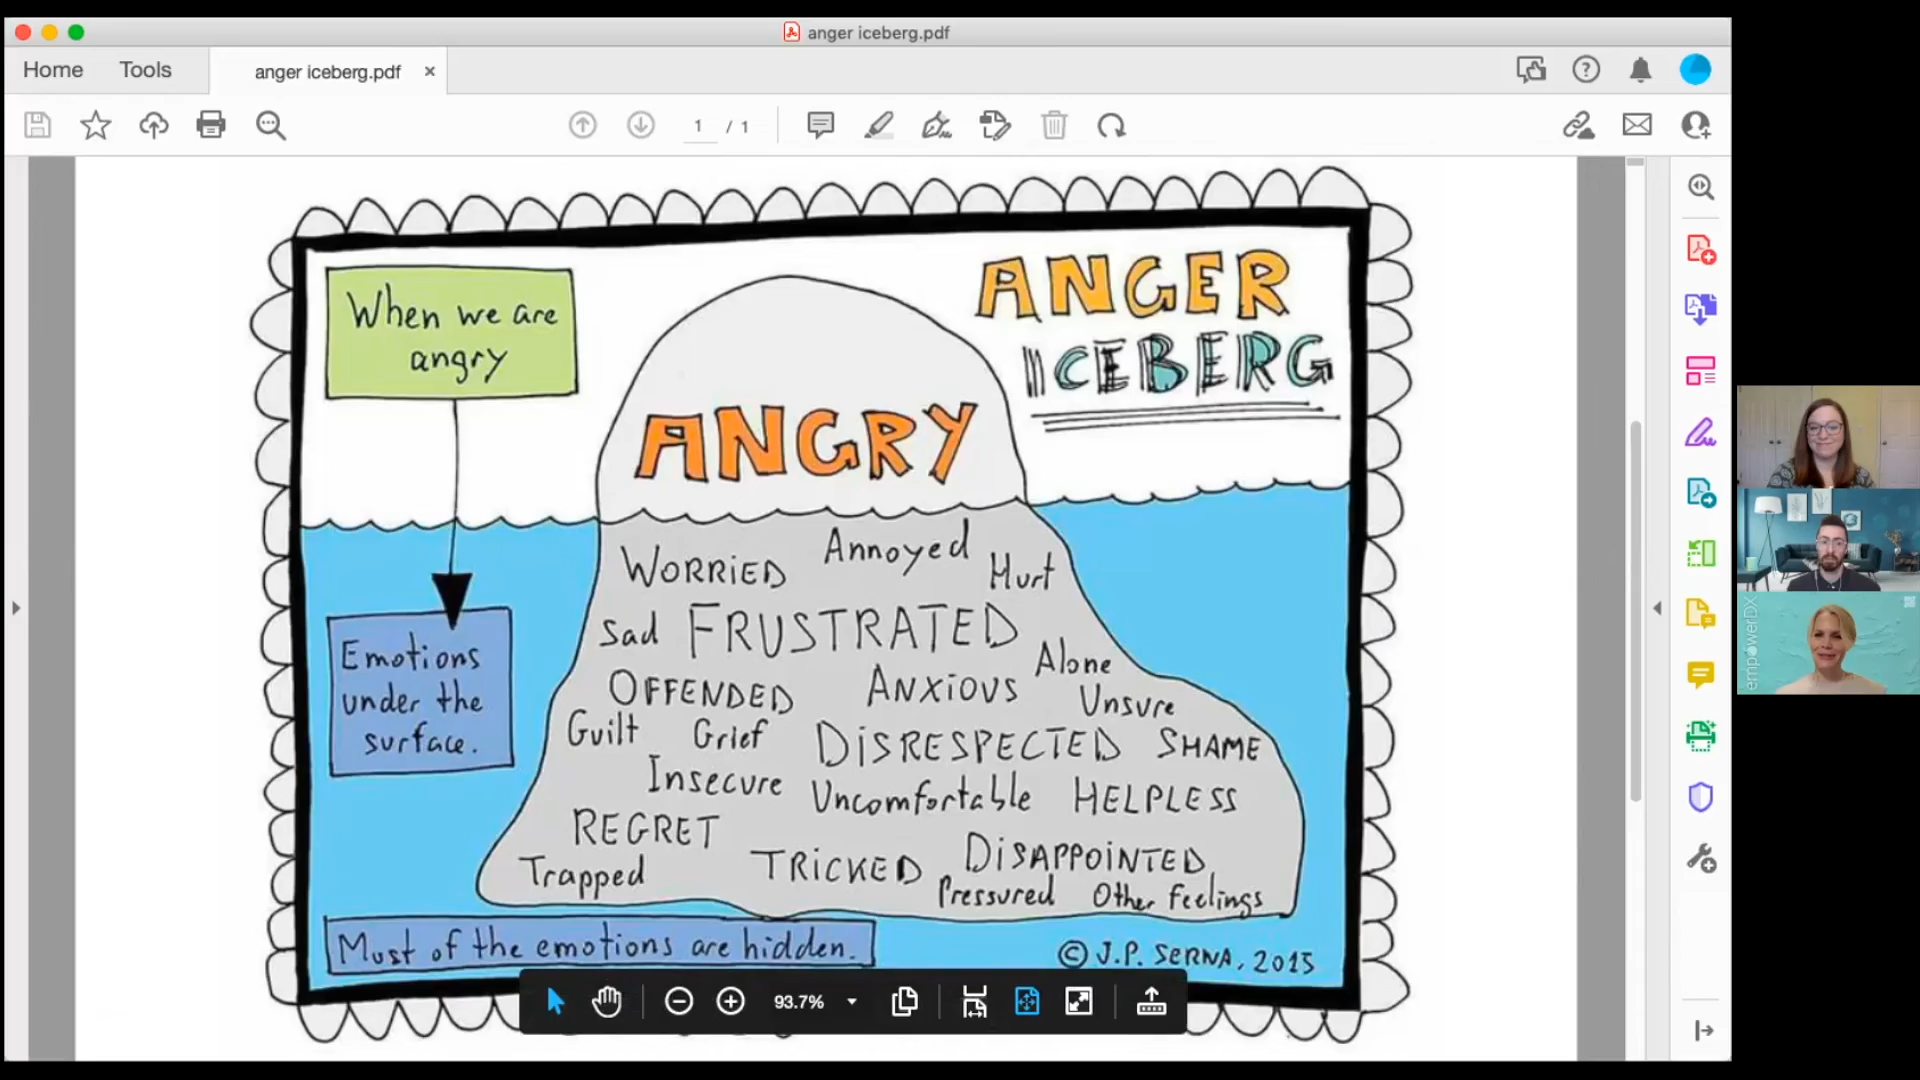 anger iceberg.pdf
Home
Tools
anger iceberg.pdf
1 / 1
When we are
angry
ANGER
ICEBERG
ANGRY
WORRIED Annoyed Hurt
Sad FRUSTRATED
Alone
OFFENDED ANXIOUS Unsure
Guilt Grief DISRESPECTED SHAME
Insecure Uncomfortable HELPLESS
REGRET
Trapped TRICKED DISAPPOINTED
Pressured Other feelings
Emotions
under the
surface.
Must of the emotions are hidden.
© J.P. SERNA, 2015
93.7%
empowerDX